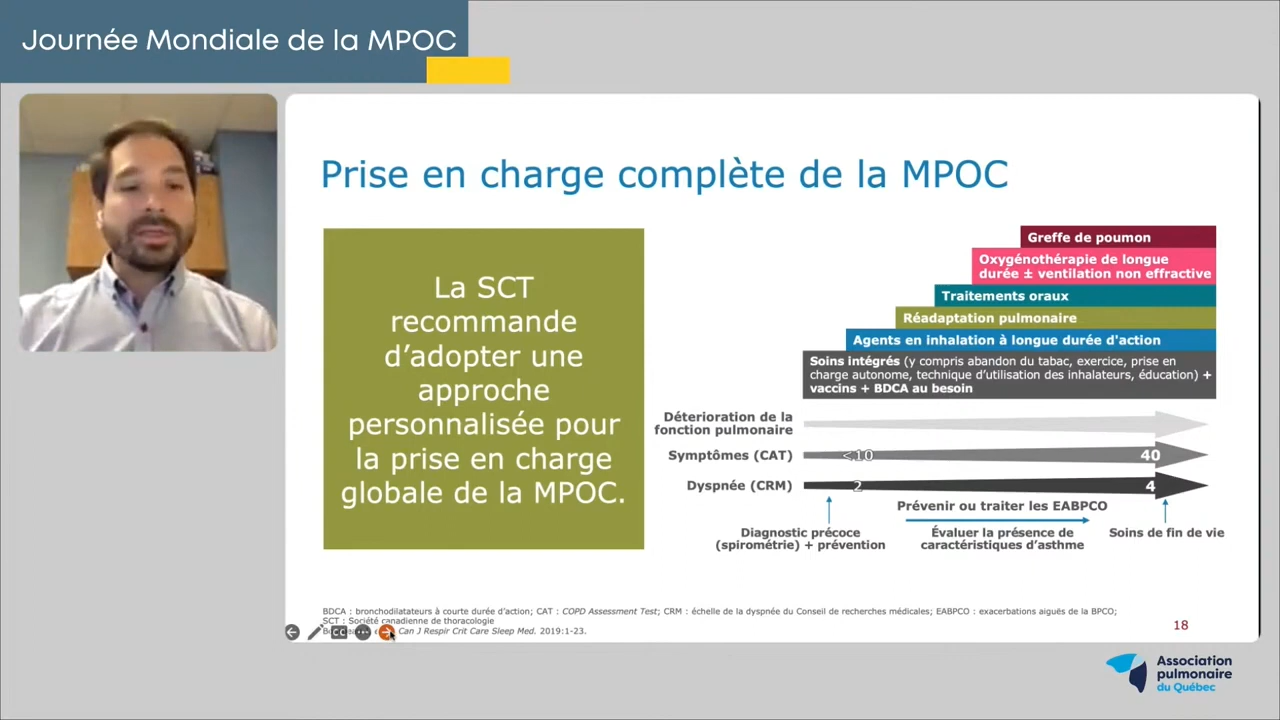 Journée Mondiale de la MPOC
Prise en charge complète de la MPOC
La SCT
recommande
d’adopter une
approche
personnalisée pour
la prise en charge
globale de la MPOC.
Greffe de poumon
Oxygénothérapie de longue
durée ± ventilation non effractive
Traitements oraux
Réadaptation pulmonaire
Agents en inhalation à longue durée d'action
Soins intégrés (y compris abandon du tabac, exercice, prise en
charge autonome, technique d’utilisation des inhalateurs, éducation) +
vaccins + BDCA au besoin
Déterioration de la
fonction pulmonaire
Symptômes (CAT)
<10
40
Dyspnée (CRM)
2
4
Prévenir ou traiter les EABPCO
Diagnostic précoce
(spirométrie) + prévention
Évaluer la présence de
caractéristiques d’asthme
Soins de fin de vie
BDCA : bronchodilatateurs à courte durée d’action; CAT : COPD Assessment Test; CRM : échelle de la dyspnée du Conseil de recherches médicales; EABPCO : exacerbations aiguës de la BPCO;
SCT : Société canadienne de thoracologie
Can J Respir Crit Care Sleep Med. 2019:1-23.
CC
18
Association
pulmonaire
du Québec